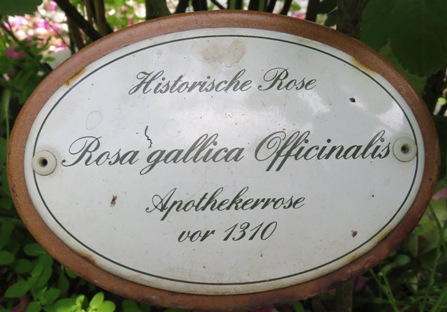 Historische Rose
Rosa gallica Officinalis
Apothekerrose
vor 1310